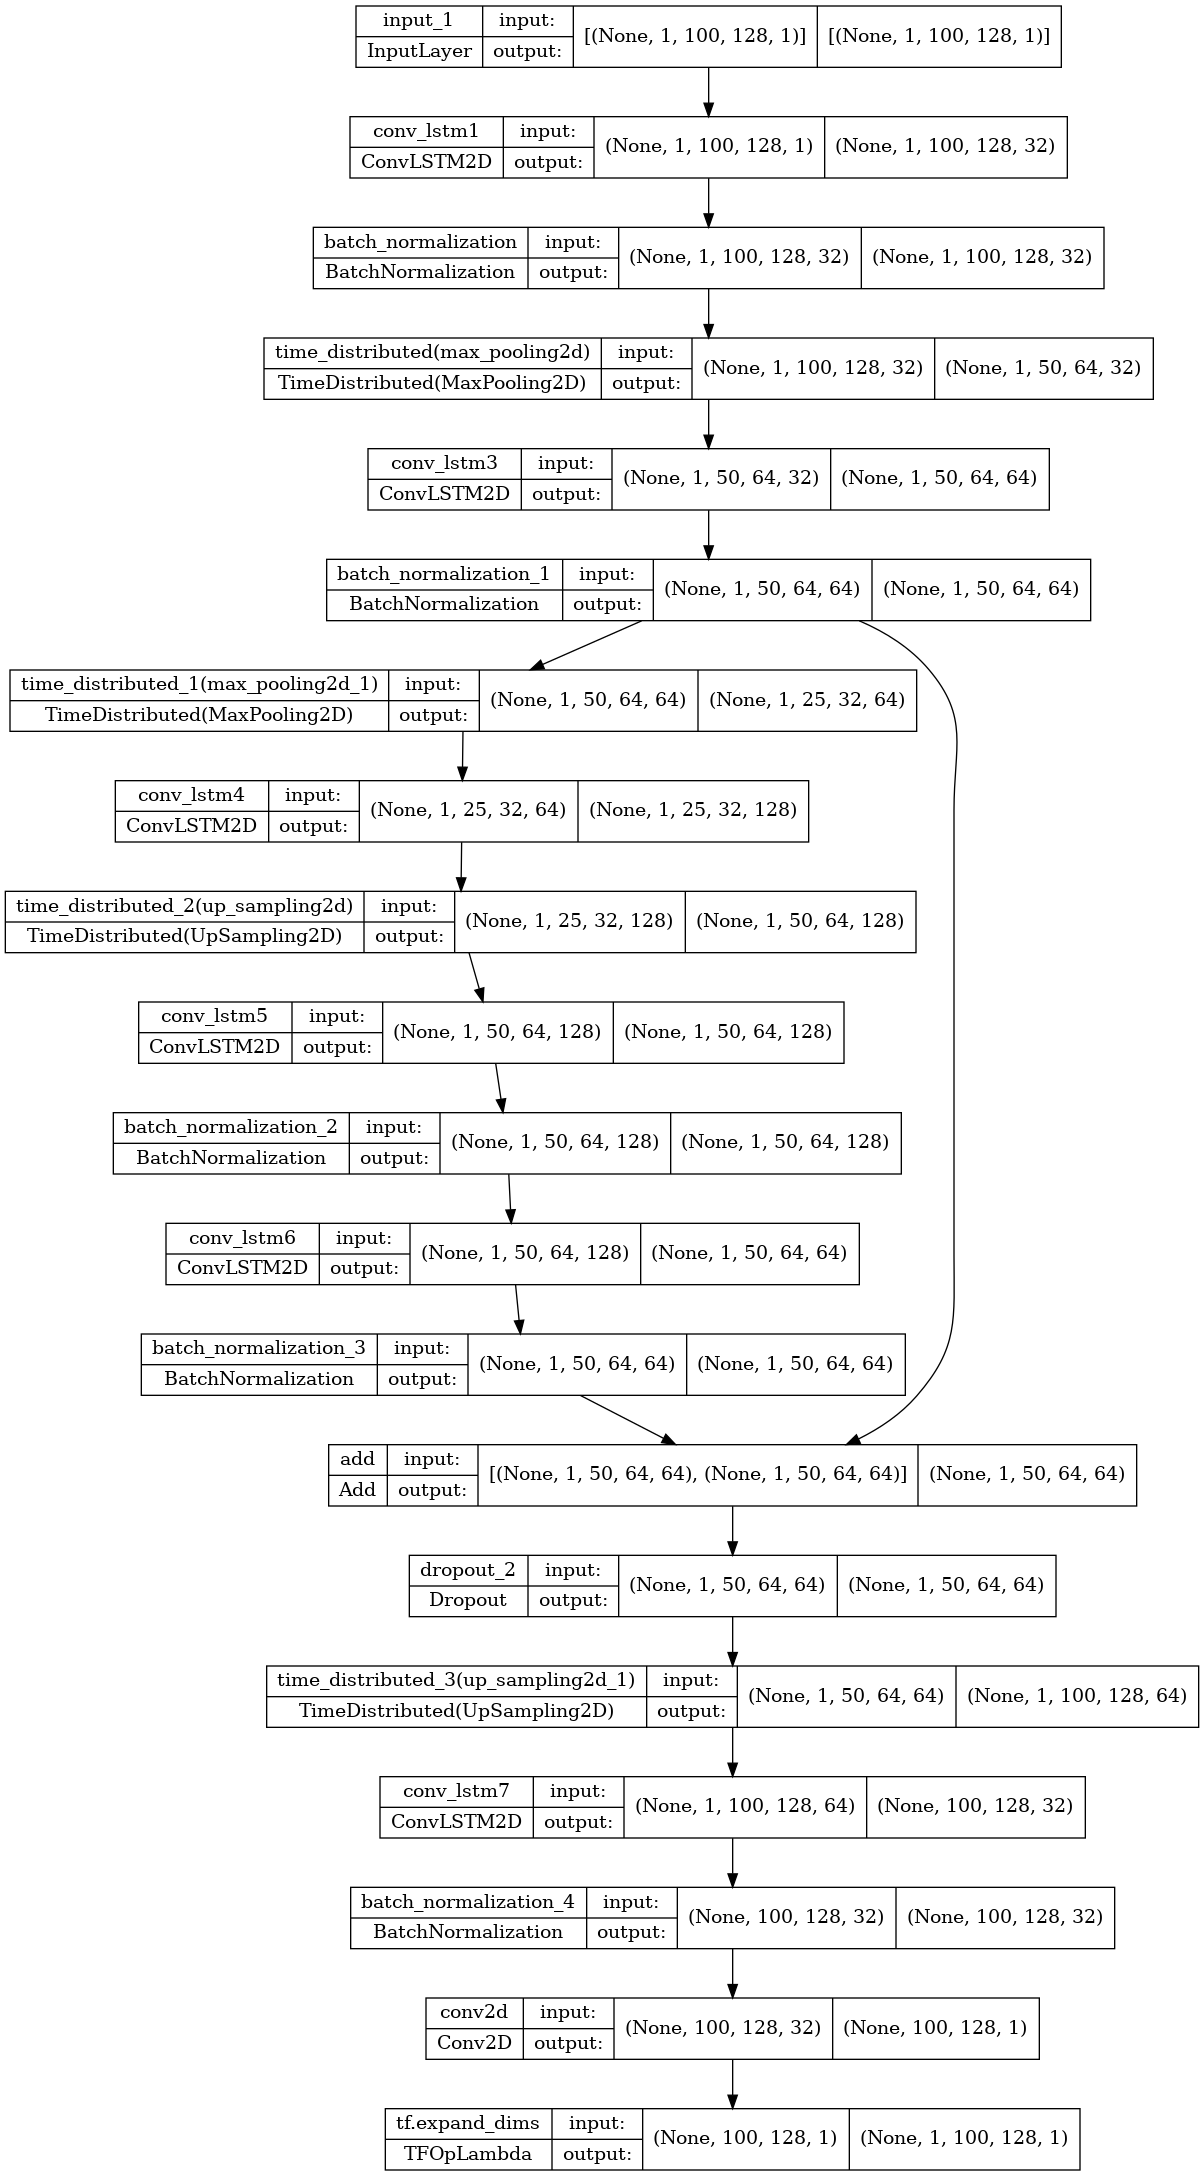 input_1 input: [(None, 1, 100, 128, 1)] [(None, 1, 100, 128, 1)]
InputLayer output:
conv_lstm1 input: (None, 1, 100, 128, 1) (None, 1, 100, 128, 32)
ConvLSTM2D output:
batch_normalization input: (None, 1, 100, 128, 32) (None, 1, 100, 128, 32)
BatchNormalization output:
time_distributed(max_pooling2d) input: (None, 1, 100, 128, 32) (None, 1, 50, 64, 32)
TimeDistributed(MaxPooling2D) output:
conv_lstm3 input: (None, 1, 50, 64, 32) (None, 1, 50, 64, 64)
ConvLSTM2D output:
batch_normalization_1 input: (None, 1, 50, 64, 64) (None, 1, 50, 64, 64)
BatchNormalization output:
time_distributed_1(max_pooling2d_1) input: (None, 1, 50, 64, 64) (None, 1, 25, 32, 64)
TimeDistributed(MaxPooling2D) output:
conv_lstm4 input: (None, 1, 25, 32, 64) (None, 1, 25, 32, 128)
ConvLSTM2D output:
time_distributed_2(up_sampling2d) input: (None, 1, 25, 32, 128) (None, 1, 50, 64, 128)
TimeDistributed(UpSampling2D) output:
conv_lstm5 input: (None, 1, 50, 64, 128) (None, 1, 50, 64, 128)
ConvLSTM2D output:
batch_normalization_2 input: (None, 1, 50, 64, 128) (None, 1, 50, 64, 128)
BatchNormalization output:
conv_lstm6 input: (None, 1, 50, 64, 128) (None, 1, 50, 64, 64)
ConvLSTM2D output:
batch_normalization_3 input: (None, 1, 50, 64, 64) (None, 1, 50, 64, 64)
BatchNormalization output:
add input: [(None, 1, 50, 64, 64), (None, 1, 50, 64, 64)] (None, 1, 50, 64, 64)
Add output:
dropout_2 input: (None, 1, 50, 64, 64) (None, 1, 50, 64, 64)
Dropout output:
time_distributed_3(up_sampling2d_1) input: (None, 1, 50, 64, 64) (None, 1, 100, 128, 64)
TimeDistributed(UpSampling2D) output:
conv_lstm7 input: (None, 1, 100, 128, 64) (None, 100, 128, 32)
ConvLSTM2D output:
batch_normalization_4 input: (None, 100, 128, 32) (None, 100, 128, 32)
BatchNormalization output:
conv2d input: (None, 100, 128, 32) (None, 100, 128, 1)
Conv2D output:
tf.expand_dims input: (None, 100, 128, 1) (None, 1, 100, 128, 1)
TFOpLambda output: